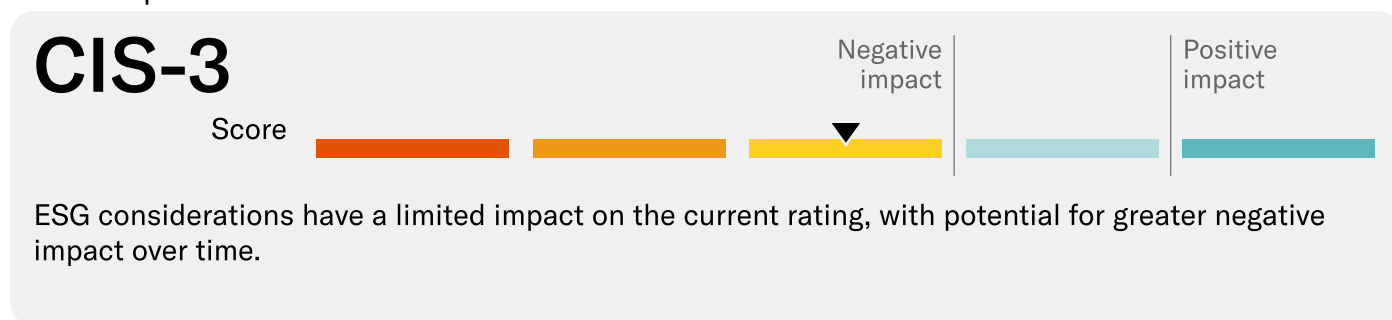 CIS-3
Negative
impact
Positive
impact
Score
ESG considerations have a limited impact on the current rating, with potential for greater negative
impact over time.